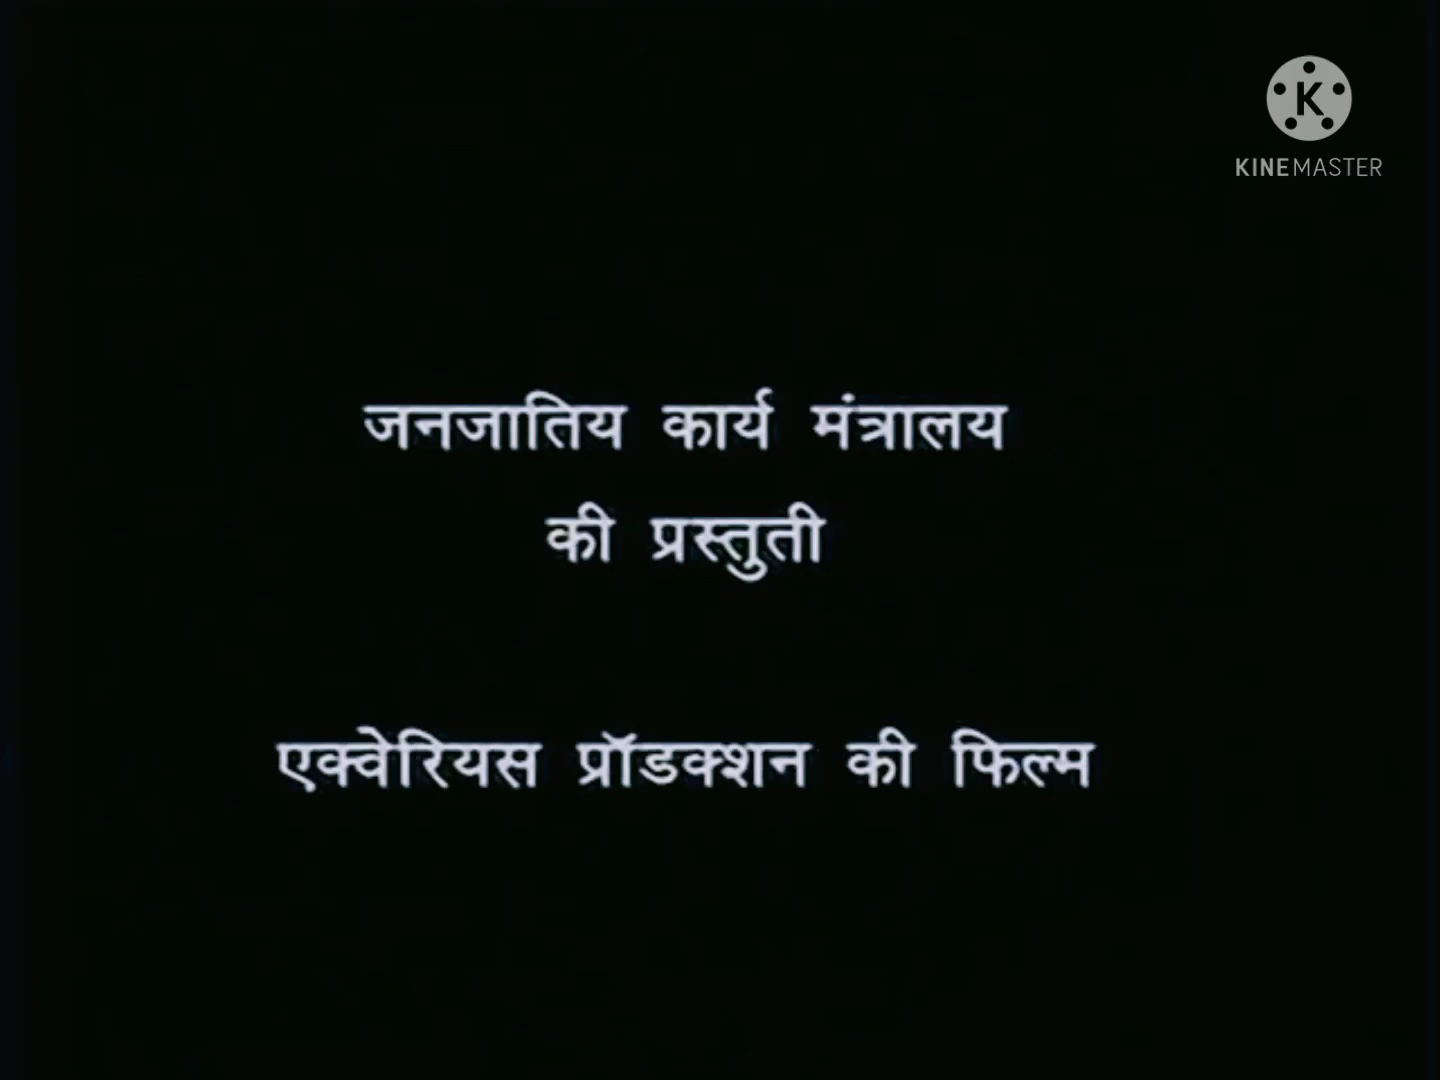 KINEMASTER
जनजातिय कार्य मंत्रालय
की प्रस्तुती
एक्वेरियस प्रॉडक्शन की फिल्म